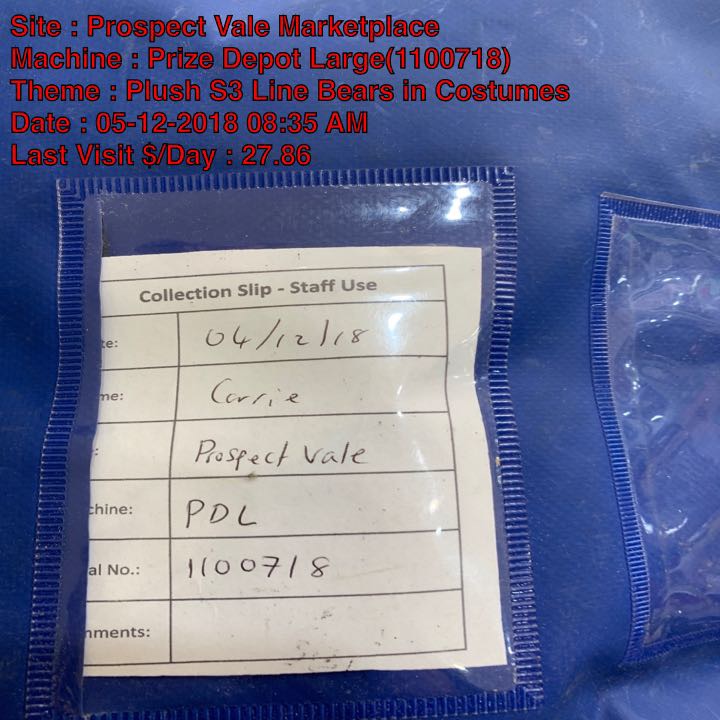 Site : Prospect Vale Marketplace
Machine : Prize Depot Large(1100718)
Theme : Plush S3 Line Bears in Costumes
Date : 05-12-2018 08:35 AM
Last Visit $/Day : 27.86
Collection Slip - Staff Use
te: 04/12/18
me: Carrie
: Prospect Vale
chine: PDL
al No.: 1100718
mments: